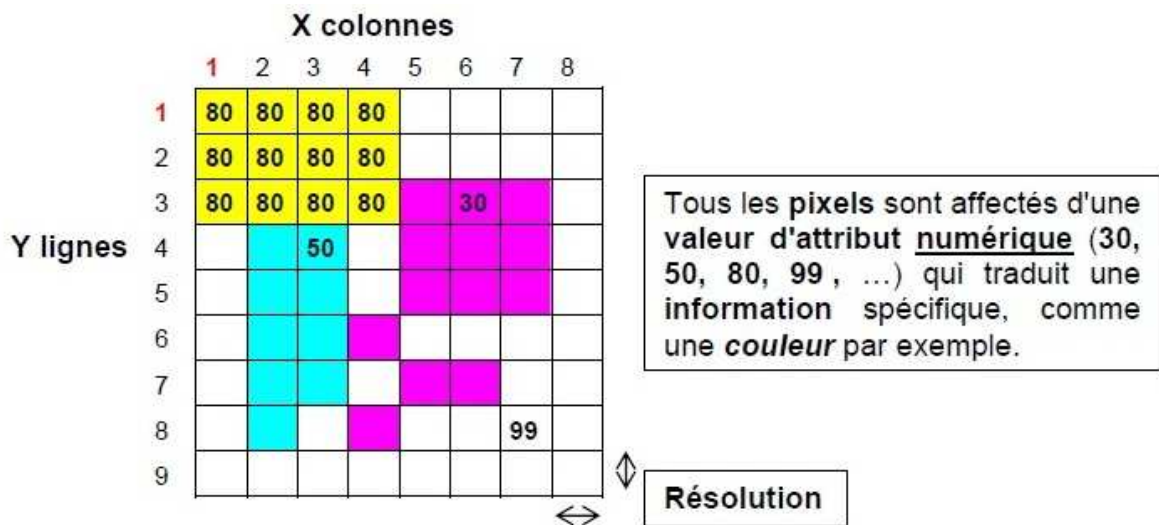 X colonnes
1 2 3 4 5 6 7 8
1 80 80 80 80
2 80 80 80 80
3 80 80 80 80 30
Y lignes 4 50
5
6
7
8 99
9
Tous les pixels sont affectés d'une
valeur d'attribut numérique (30,
50, 80, 99 , ...) qui traduit une
information spécifique, comme
une couleur par exemple.
Résolution